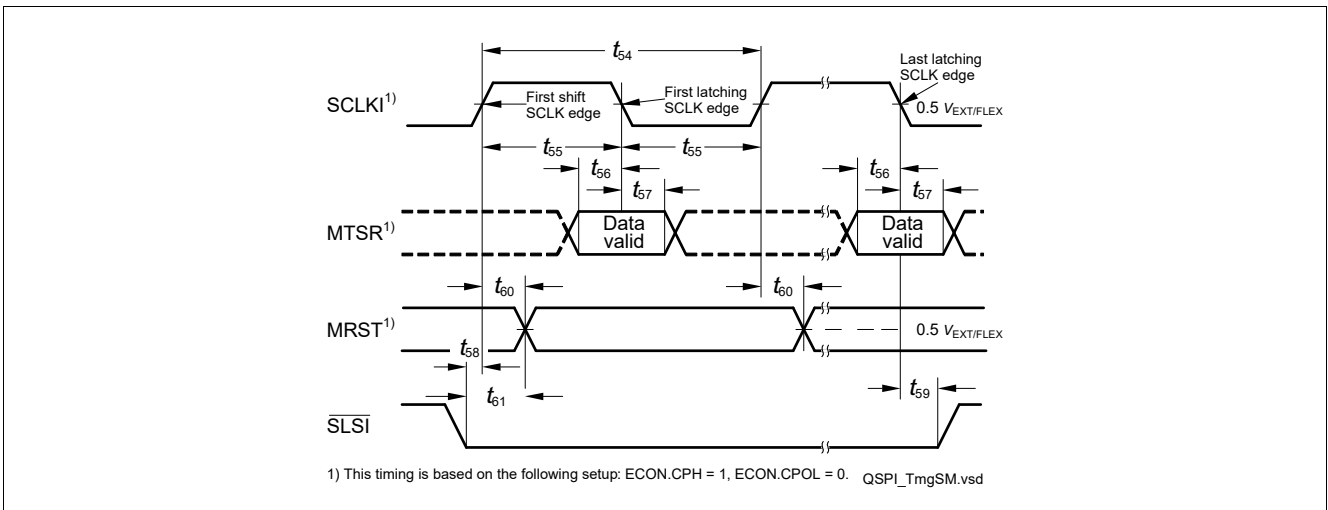 t54
Last latching
SCLK edge
SCLKI1)
First shift
SCLK edge
First latching
SCLK edge
0.5 VEXT/FLEX
t55
t55
t56
t56
t57
t57
MTSR1)
Data
valid
Data
valid
t60
t60
MRST1)
0.5 VEXT/FLEX
t58
t61
t59
SLSI
1) This timing is based on the following setup: ECON.CPH = 1, ECON.CPOL = 0.
QSPI_TmgSM.vsd